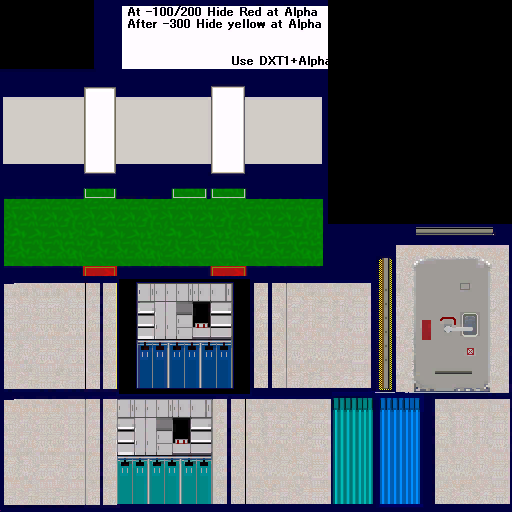 At -100/200 Hide Red at Alpha
After -300 Hide yellow at Alpha
Use DXT1+Alpha